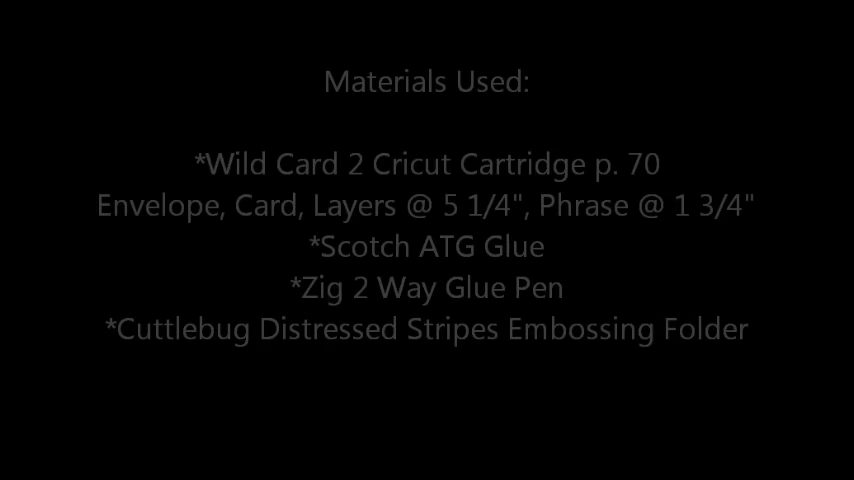 Materials Used:
*Wild Card 2 Cricut Cartridge p. 70
Envelope, Card, Layers @ 5 1/4", Phrase @ 1 3/4"
*Scotch ATG Glue
*Zig 2 Way Glue Pen
*Cuttlebug Distressed Stripes Embossing Folder